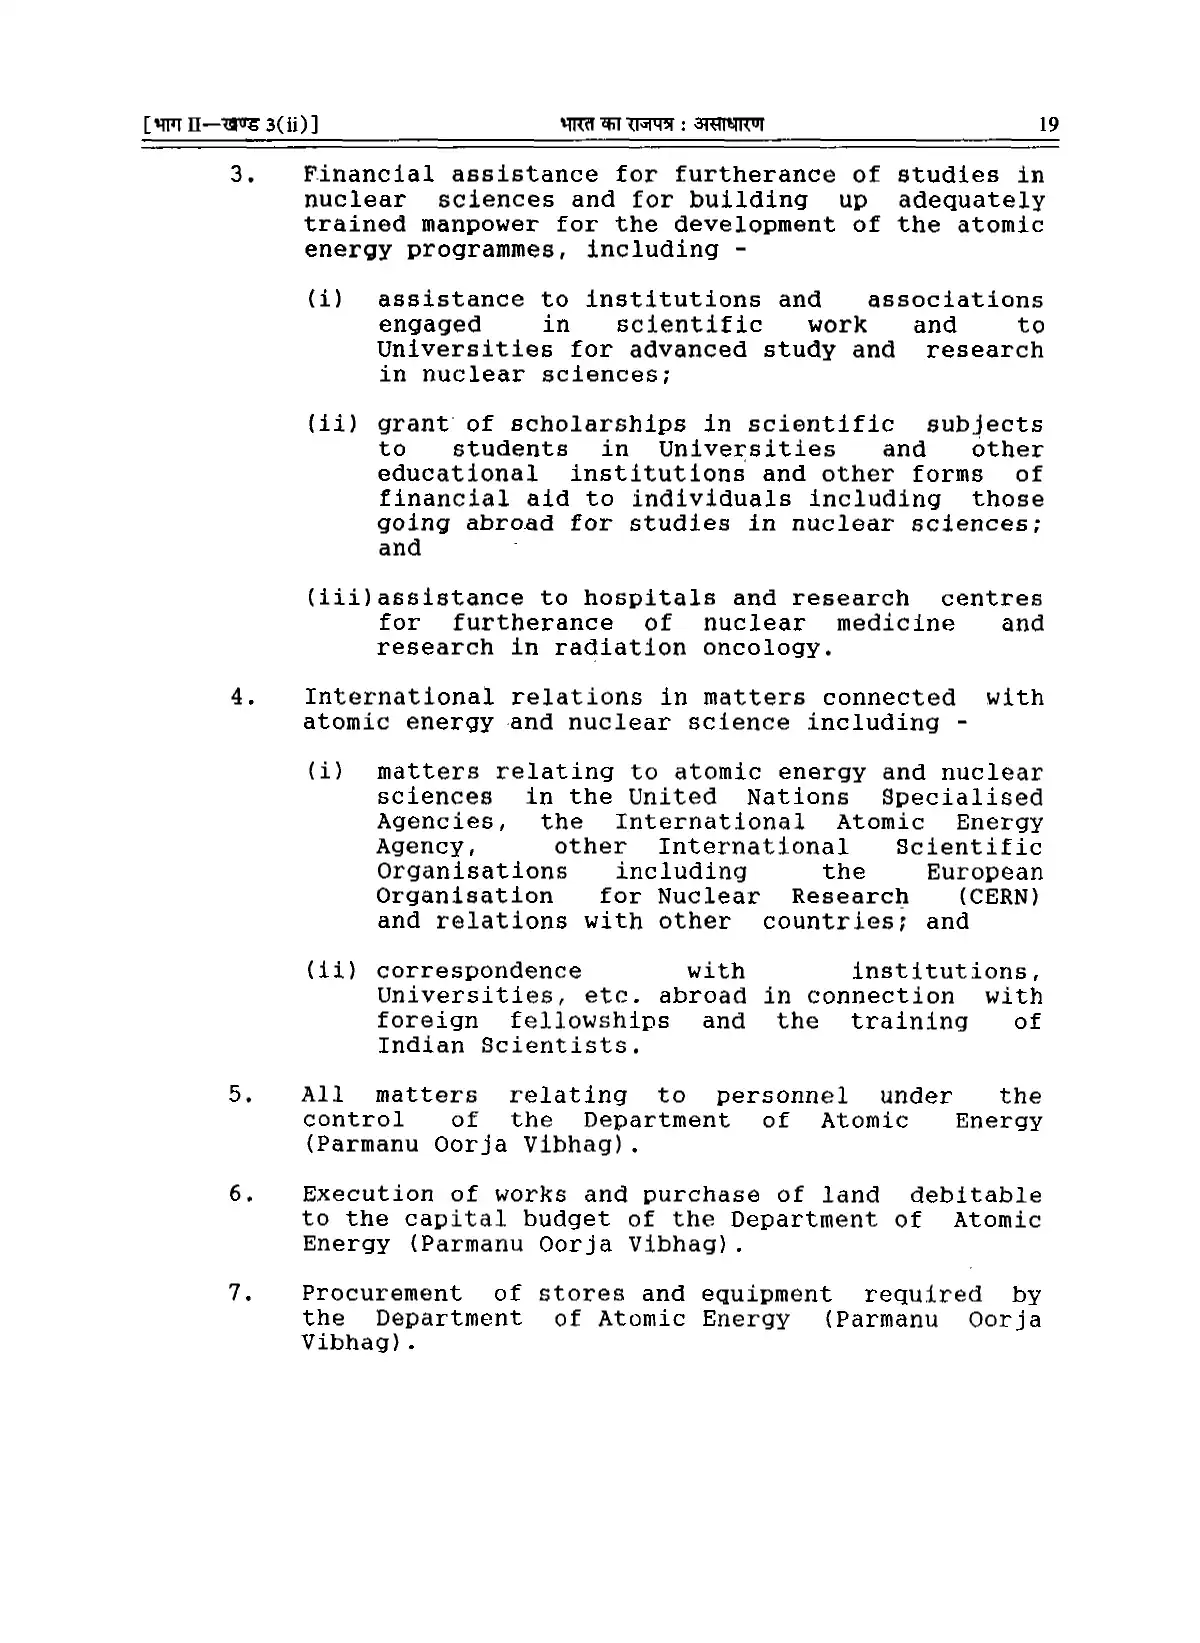 [भाग II—खण्ड 3(ii)] भारत का राजपत्र : असाधारण 19
3. Financial assistance for furtherance of studies in
nuclear sciences and for building up adequately
trained manpower for the development of the atomic
energy programmes, including -
(i) assistance to institutions and associations
engaged in scientific work and to
Universities for advanced study and research
in nuclear sciences;
(ii) grant of scholarships in scientific subjects
to students in Universities and other
educational institutions and other forms of
financial aid to individuals including those
going abroad for studies in nuclear sciences;
and
(iii) assistance to hospitals and research centres
for furtherance of nuclear medicine and
research in radiation oncology.
4. International relations in matters connected with
atomic energy and nuclear science including -
(i) matters relating to atomic energy and nuclear
sciences in the United Nations Specialised
Agencies, the International Atomic Energy
Agency, other International Scientific
Organisations including the European
Organisation for Nuclear Research (CERN)
and relations with other countries; and
(ii) correspondence with institutions,
Universities, etc. abroad in connection with
foreign fellowships and the training of
Indian Scientists.
5. All matters relating to personnel under the
control of the Department of Atomic Energy
(Parmanu Oorja Vibhag).
6. Execution of works and purchase of land debitable
to the capital budget of the Department of Atomic
Energy (Parmanu Oorja Vibhag).
7. Procurement of stores and equipment required by
the Department of Atomic Energy (Parmanu Oorja
Vibhag).